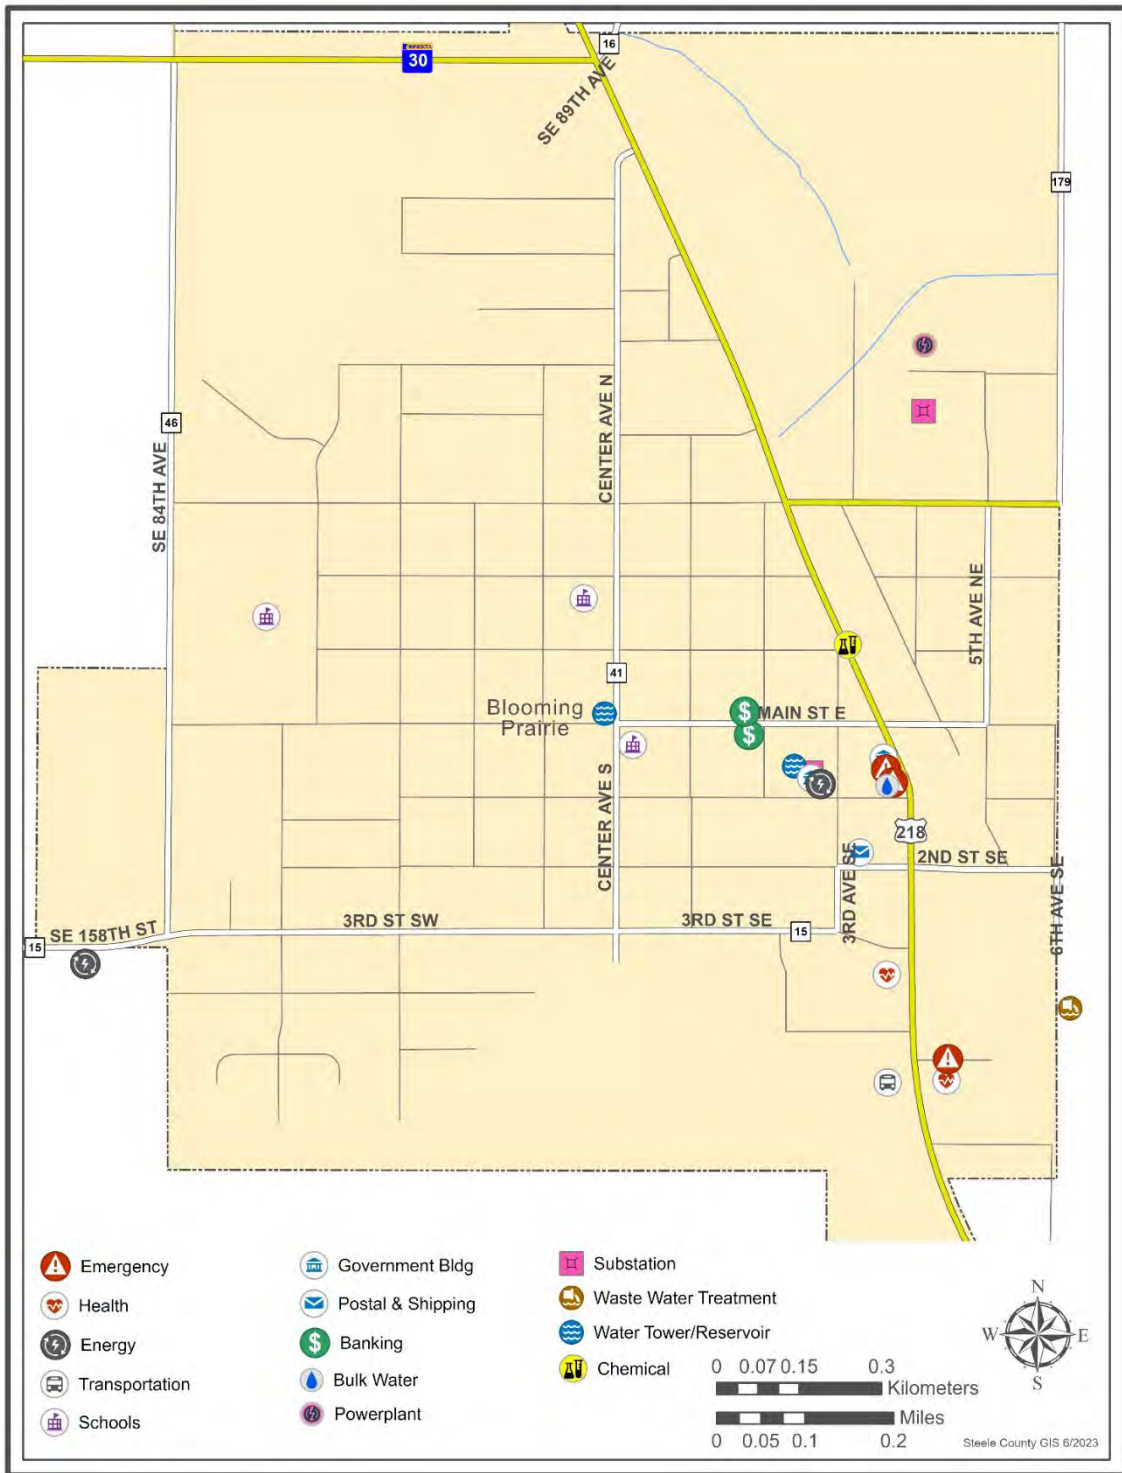 16
MINNESOTA
30
SE 89TH AVE
179
CENTER AVE N
46
SE 84TH AVE
5TH AVE NE
41
Blooming
Prairie
$
MAIN ST E
$
CENTER AVE S
218
3RD AVE SE
2ND ST SE
6TH AVE SE
3RD ST SW
3RD ST SE
15
SE 158TH ST
15
Emergency
Health
Energy
Transportation
Schools
Government Bldg
Postal & Shipping
$ Banking
Bulk Water
Powerplant
Substation
Waste Water Treatment
Water Tower/Reservoir
Chemical
N
W E
S
0 0.07 0.15 0.3
Kilometers
Miles
0 0.05 0.1 0.2
Steele County GIS 6/2023